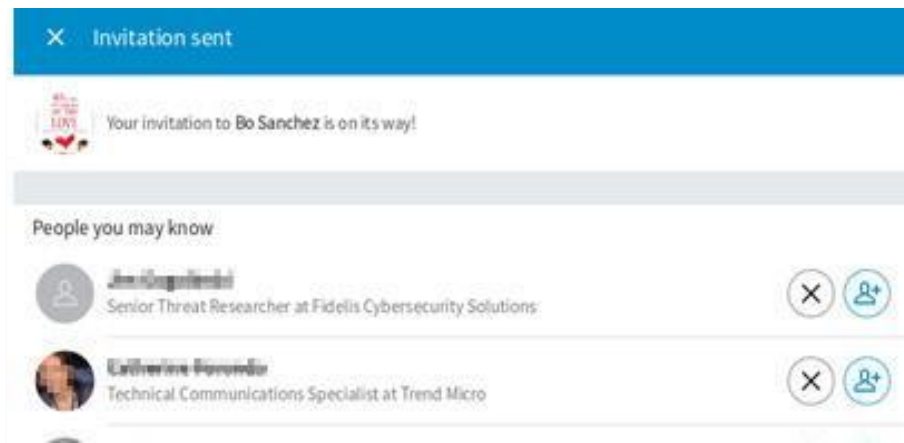 Invitation sent
LOVE
Your invitation to Bo Sanchez is on its way!
People you may know
Senior Threat Researcher at Fidelis Cybersecurity Solutions
Technical Communications Specialist at Trend Micro